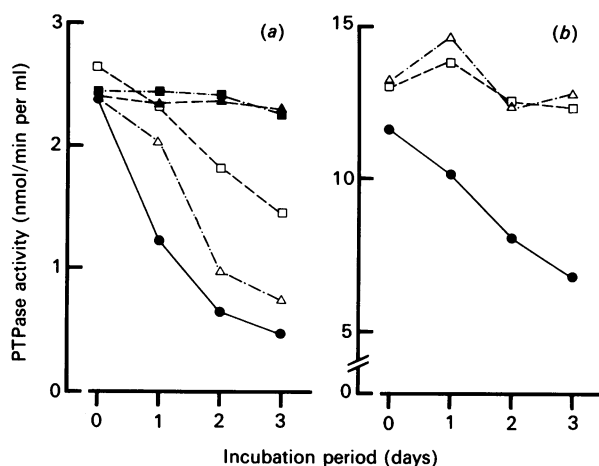 (a)
(b)
PTPase activity (nmol/min per ml)
3
2
1
0
15
10
5
0
0 1 2 3
0 1 2 3
Incubation period (days)